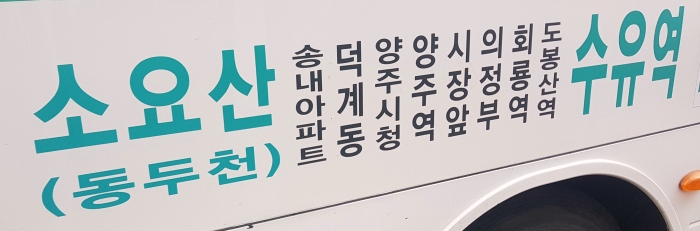 소요산
(동두천)
송내아파트
덕계동
양주시청
양주역
시장앞
의정부
회룡역
도봉산역
수유역